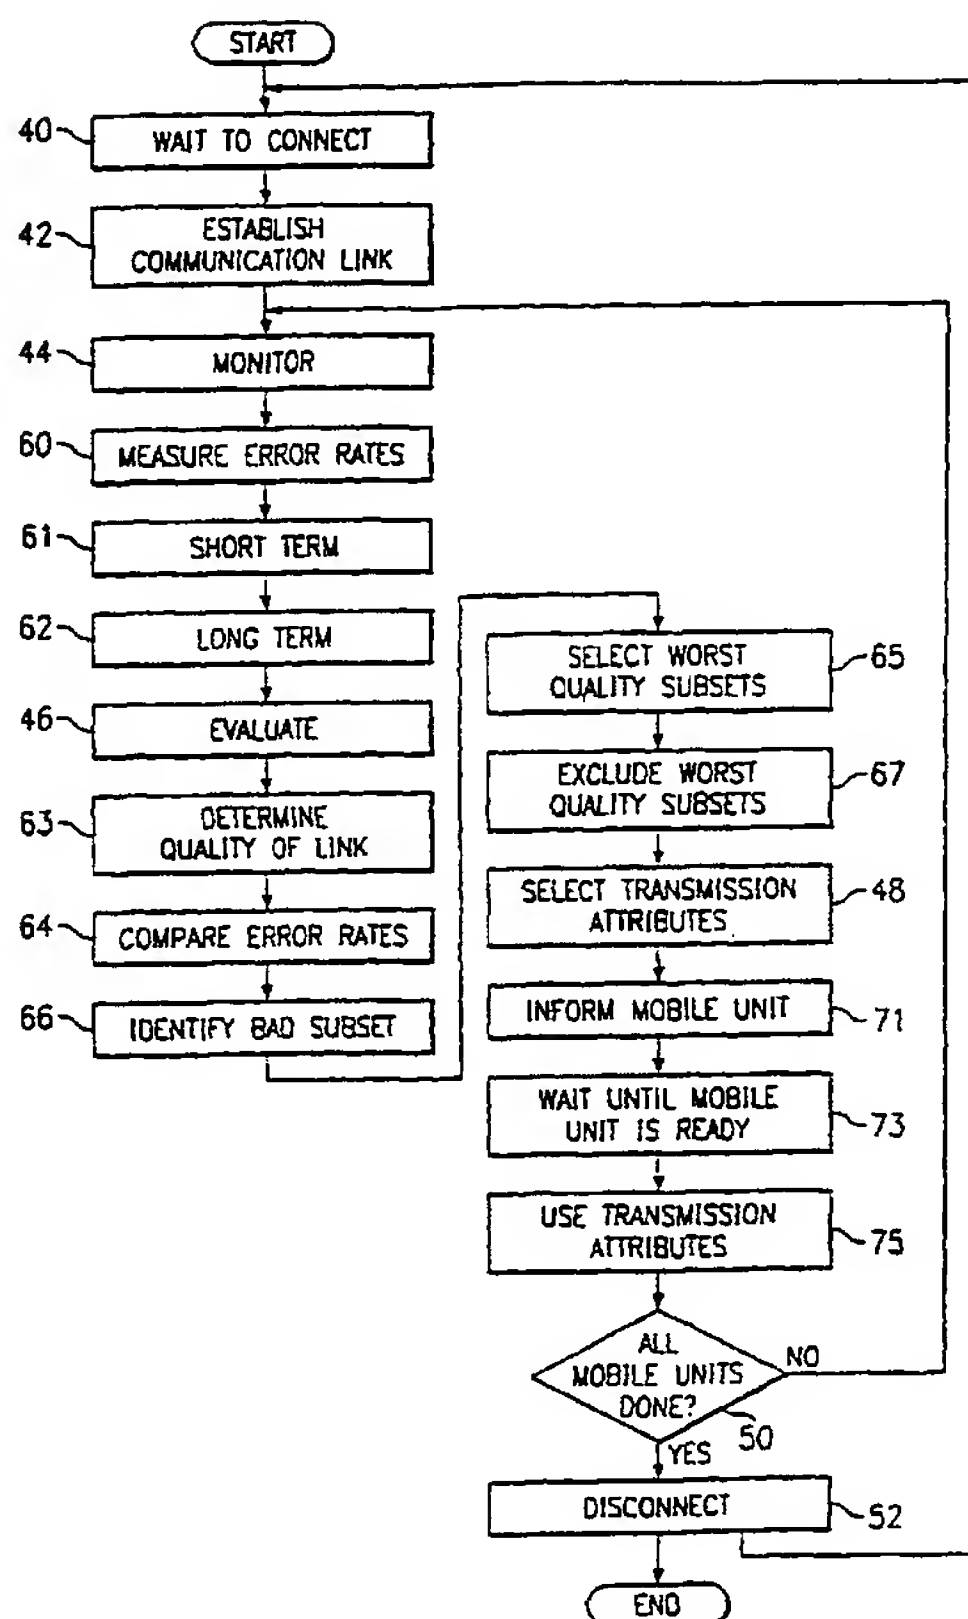 START
40
WAIT TO CONNECT
42
ESTABLISH
COMMUNICATION LINK
44
MONITOR
60
MEASURE ERROR RATES
61
SHORT TERM
62
LONG TERM
46
EVALUATE
63
DETERMINE
QUALITY OF LINK
64
COMPARE ERROR RATES
66
IDENTIFY BAD SUBSET
SELECT WORST
QUALITY SUBSETS
65
EXCLUDE WORST
QUALITY SUBSETS
67
SELECT TRANSMISSION
ATTRIBUTES
48
INFORM MOBILE UNIT
71
WAIT UNTIL MOBILE
UNIT IS READY
73
USE TRANSMISSION
ATTRIBUTES
75
ALL
MOBILE UNITS
DONE?
NO
50
YES
DISCONNECT
52
END